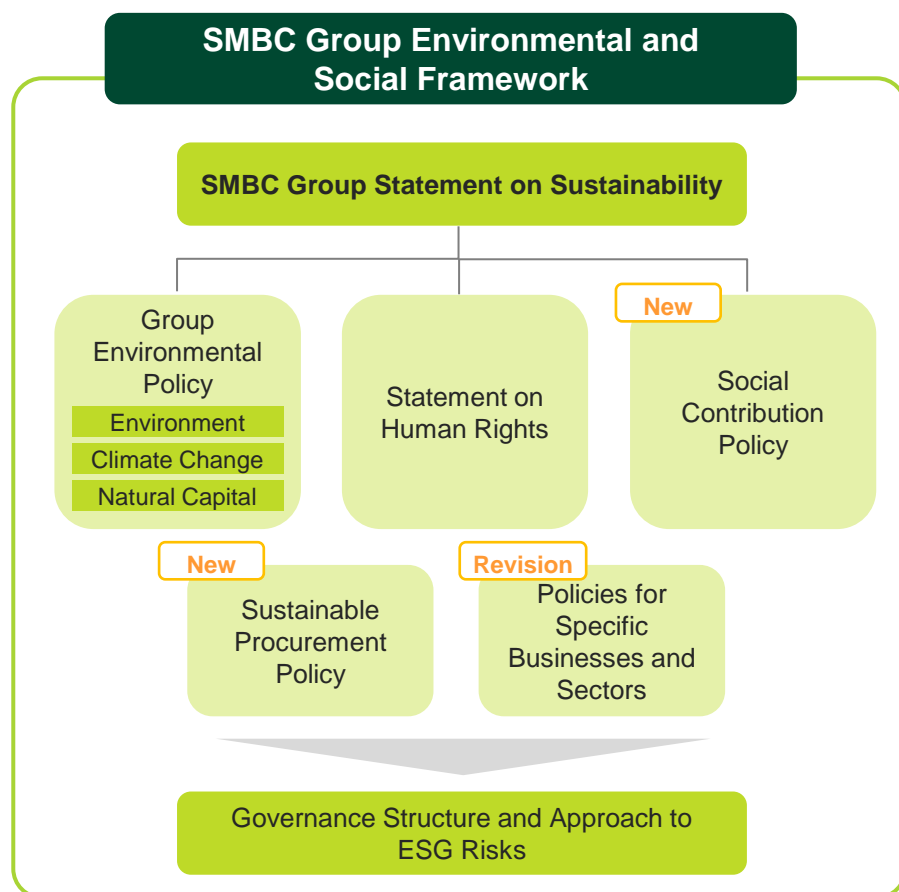 SMBC Group Environmental and
Social Framework
SMBC Group Statement on Sustainability
Group
Environmental
Policy
Environment
Climate Change
Natural Capital
Statement on
Human Rights
New
Social
Contribution
Policy
New
Sustainable
Procurement
Policy
Revision
Policies for
Specific
Businesses and
Sectors
Governance Structure and Approach to
ESG Risks